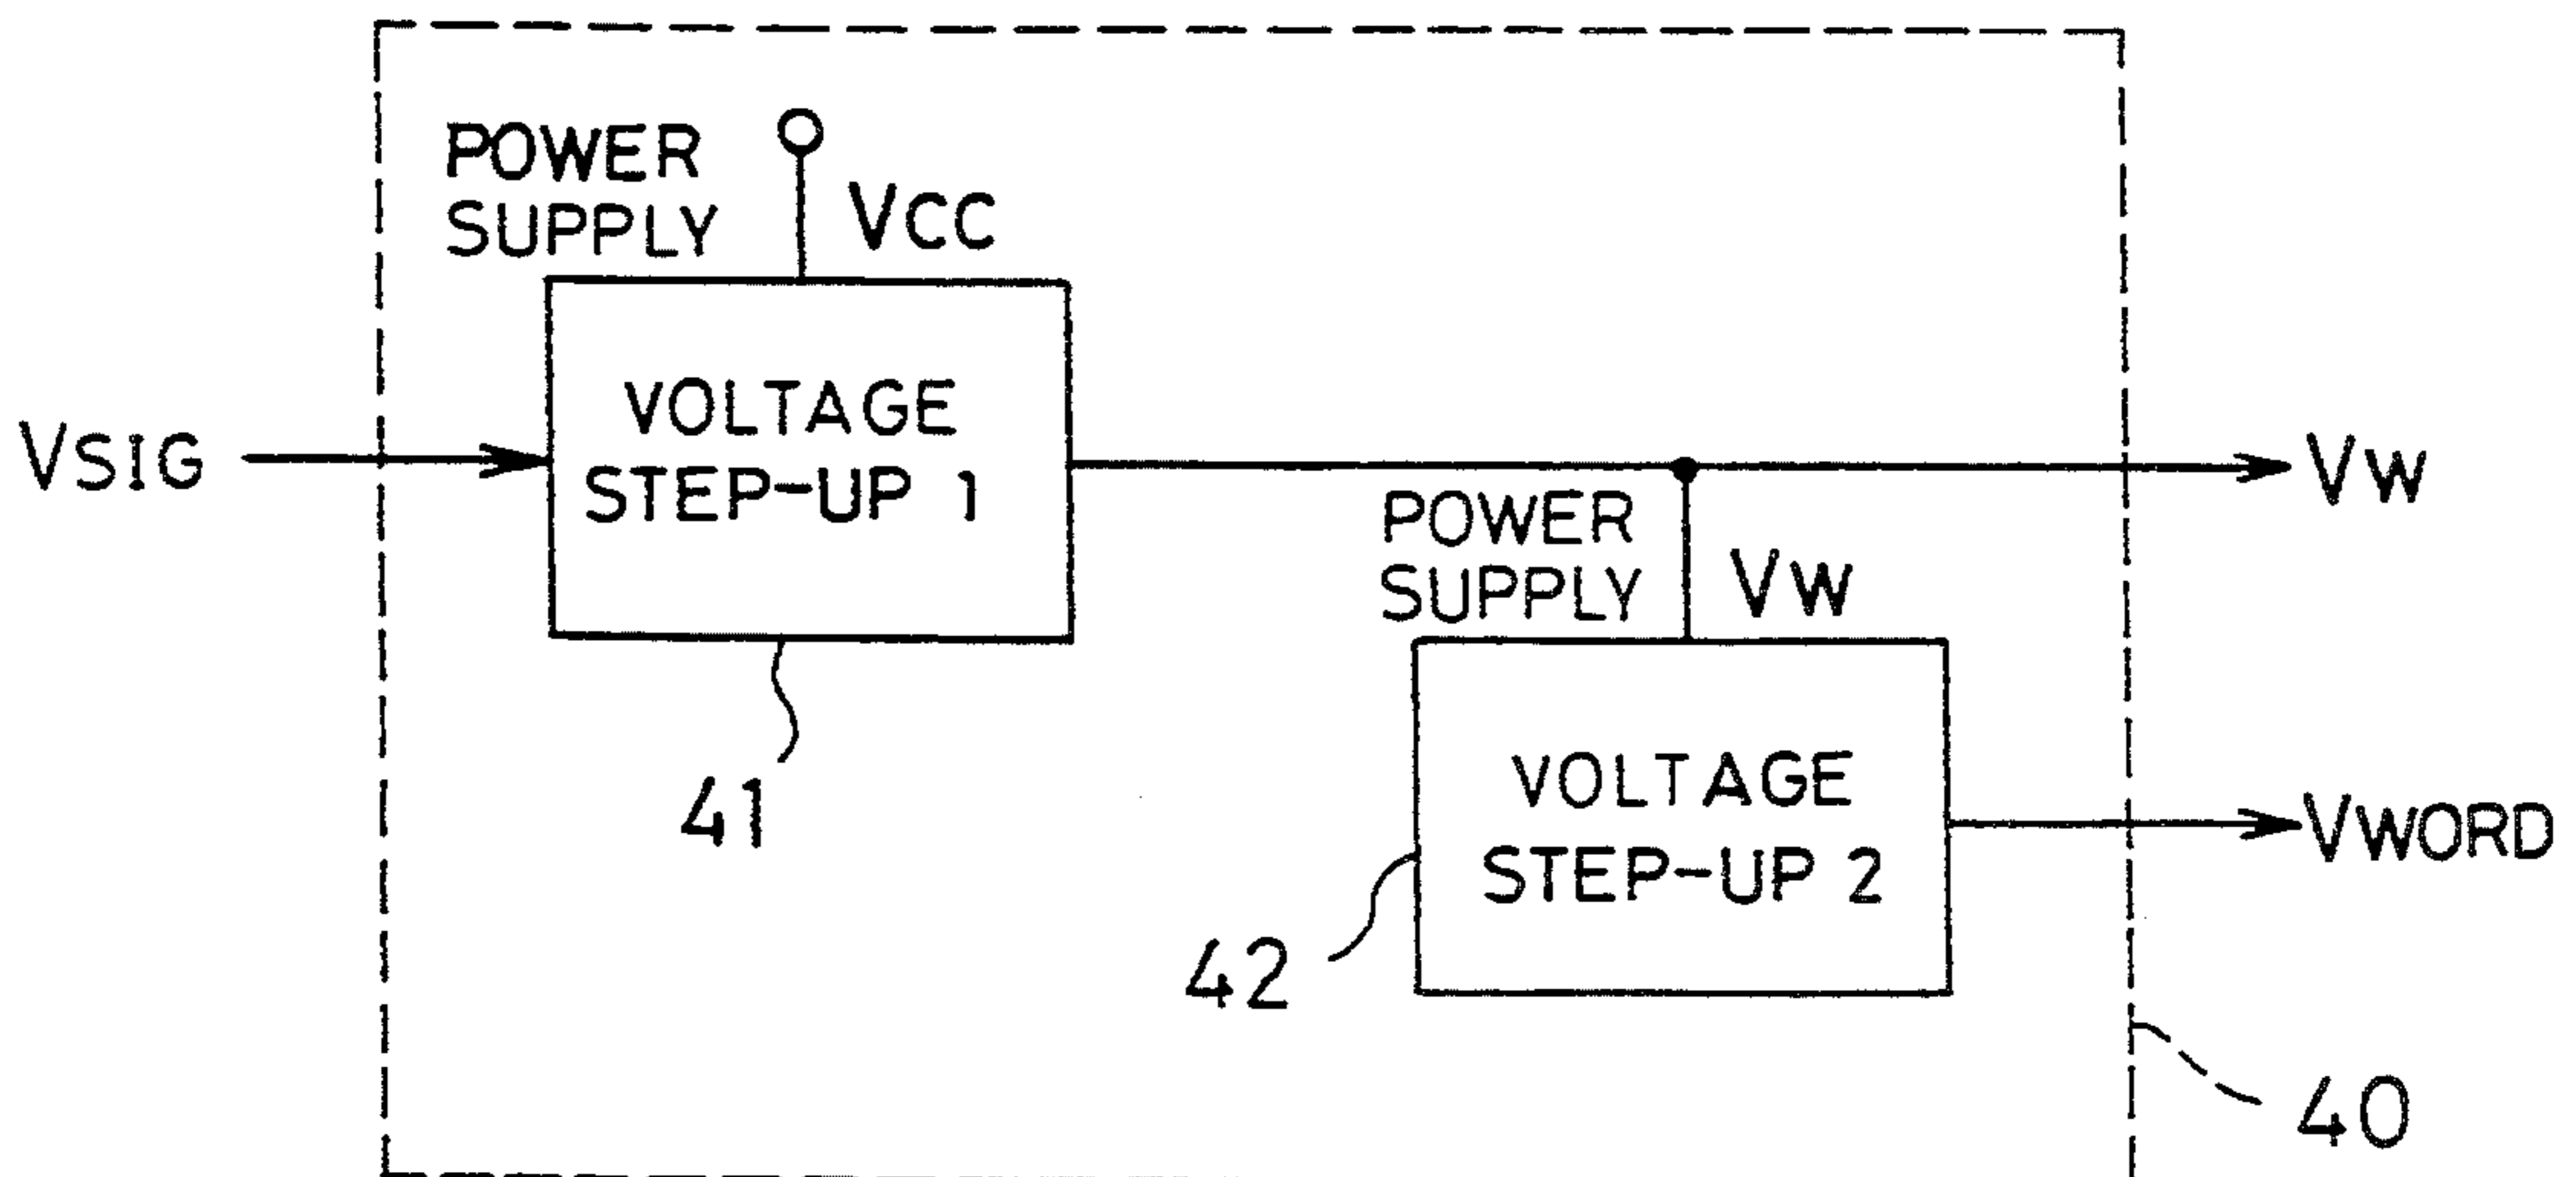 POWER
SUPPLY
VCC
VOLTAGE
STEP-UP 1
VSIG
VW
POWER
SUPPLY
VW
41
VOLTAGE
STEP-UP 2
VWORD
42
40